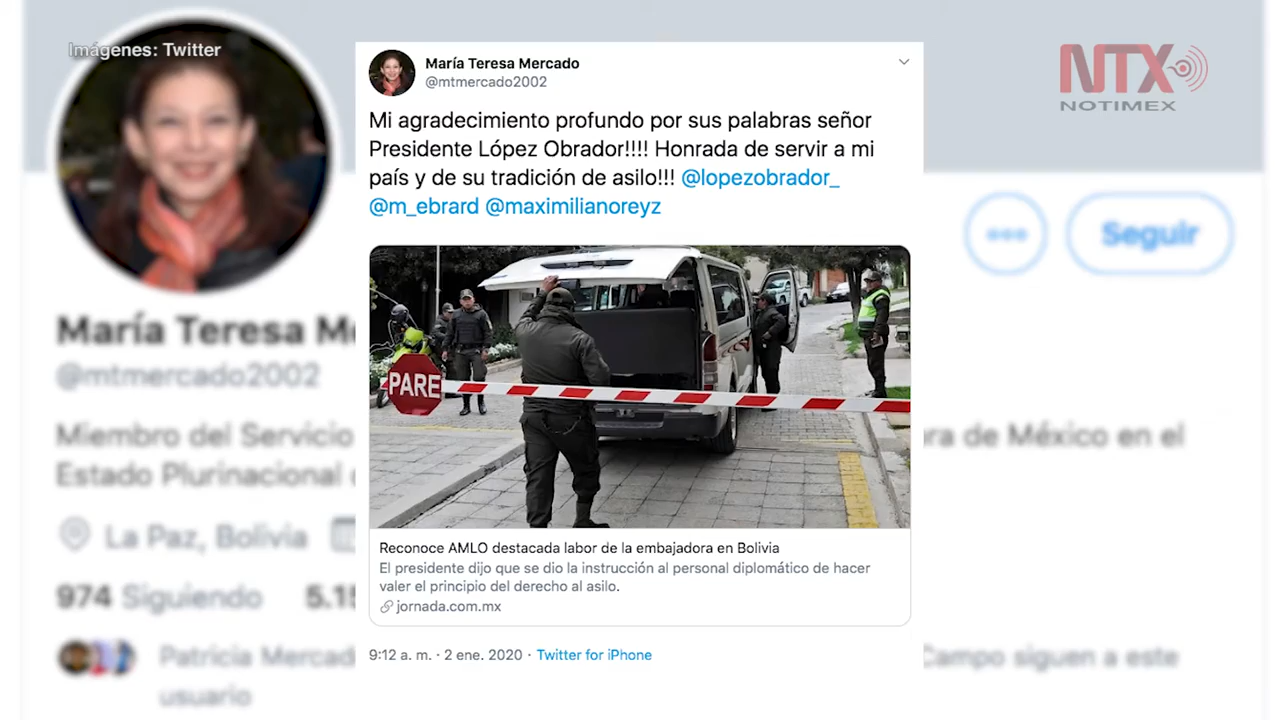 Imágenes: Twitter
NTX
NOTIMEX
María Teresa Mercado
@mtmercado2002
Mi agradecimiento profundo por sus palabras señor
Presidente López Obrador!!!! Honrada de servir a mi
país y de su tradición de asilo!!! @lopezobrador_
@m_ebrard @maximilianoreyz
PARE
Reconoce AMLO destacada labor de la embajadora en Bolivia
El presidente dijo que se dio la instrucción al personal diplomático de hacer
valer el principio del derecho al asilo.
jornada.com.mx
9:12 a. m. · 2 ene. 2020 · Twitter for iPhone
Seguir
María Teresa M
@mtmercado2002
Miembro del Servicio
ra de México en el
Estado Plurinacional
La Paz, Bolivia
974 Siguiendo 5.1
Patricia Mercad
Campo siguen a este
usuario